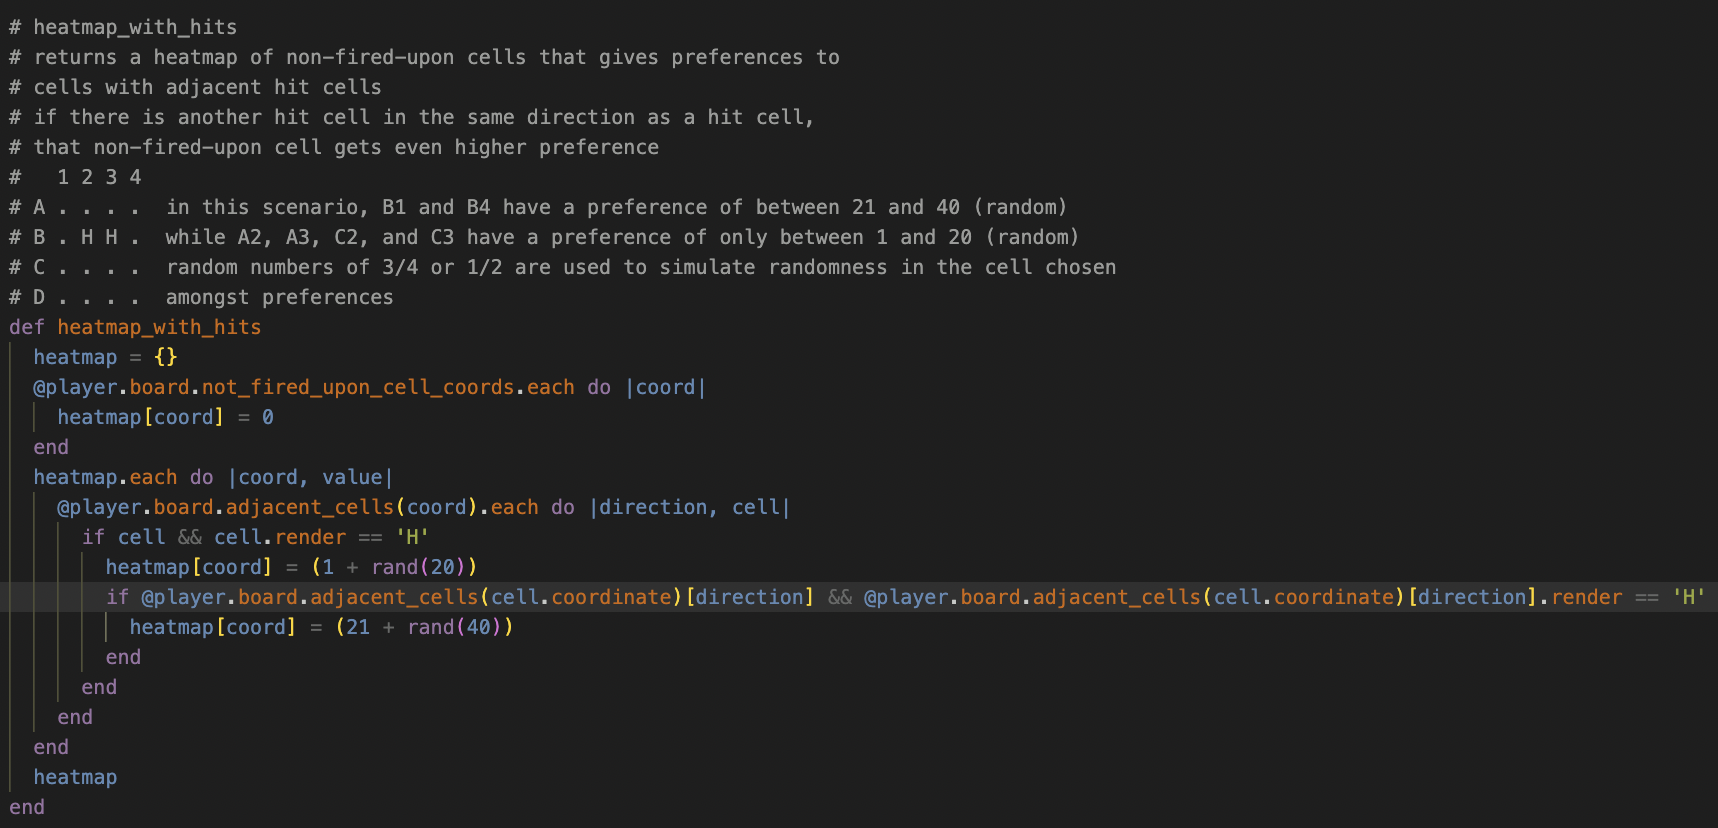 # heatmap_with_hits
# returns a heatmap of non-fired-upon cells that gives preferences to
# cells with adjacent hit cells
# if there is another hit cell in the same direction as a hit cell,
# that non-fired-upon cell gets even higher preference
#   1 2 3 4
# A . . . .  in this scenario, B1 and B4 have a preference of between 21 and 40 (random)
# B . H H .  while A2, A3, C2, and C3 have a preference of only between 1 and 20 (random)
# C . . . .  random numbers of 3/4 or 1/2 are used to simulate randomness in the cell chosen
# D . . . .  amongst preferences
def heatmap_with_hits
  heatmap = {}
  @player.board.not_fired_upon_cell_coords.each do |coord|
    heatmap[coord] = 0
  end
  heatmap.each do |coord, value|
    @player.board.adjacent_cells(coord).each do |direction, cell|
      if cell && cell.render == 'H'
        heatmap[coord] = (1 + rand(20))
        if @player.board.adjacent_cells(cell.coordinate)[direction] && @player.board.adjacent_cells(cell.coordinate)[direction].render == 'H'
          heatmap[coord] = (21 + rand(40))
        end
      end
    end
  end
  heatmap
end